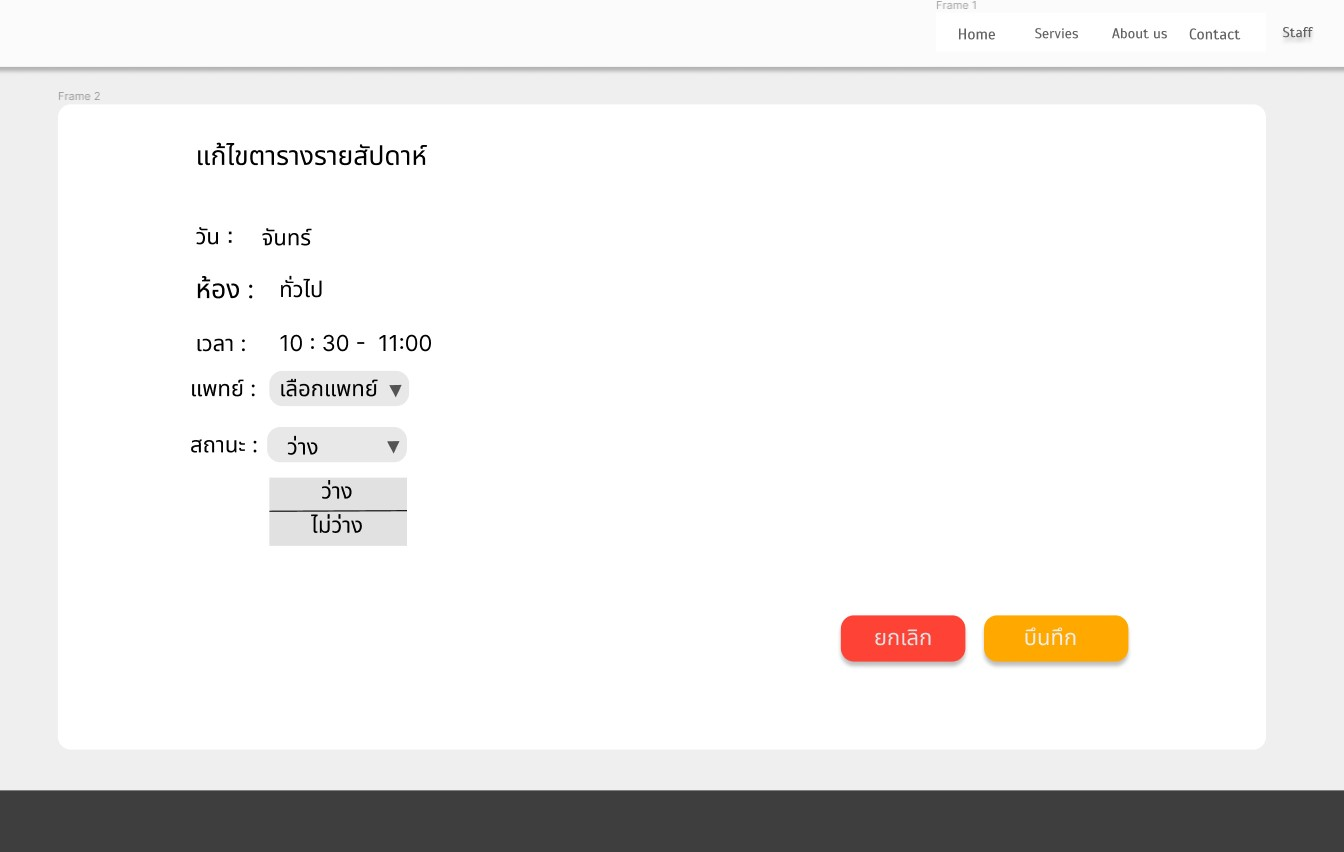 Frame 1
Home Servies About us Contact Staff
Frame 2
แก้ไขตารางรายสัปดาห์
วัน : จันทร์
ห้อง : ทั่วไป
เวลา : 10 : 30 - 11:00
แพทย์ : เลือกแพทย์ ▼
สถานะ : ว่าง ▼
ว่าง
ไม่ว่าง
ยกเลิก บึนทึก